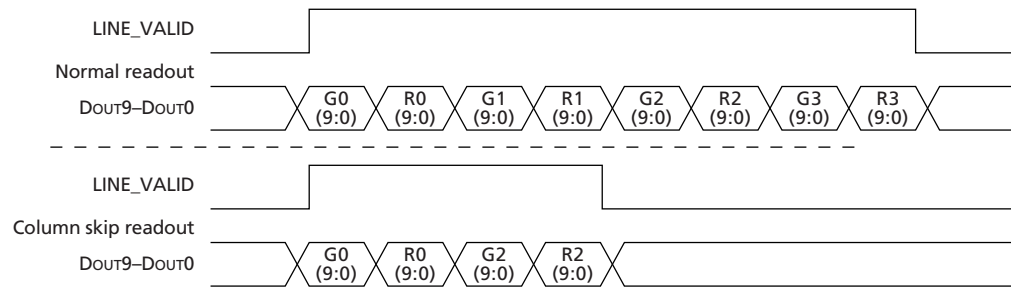 LINE_VALID
Normal readout
DOUT9–DOUT0
G0 R0 G1 R1 G2 R2 G3 R3
(9:0) (9:0) (9:0) (9:0) (9:0) (9:0) (9:0) (9:0)
LINE_VALID
Column skip readout
DOUT9–DOUT0
G0 R0 G2 R2
(9:0) (9:0) (9:0) (9:0)